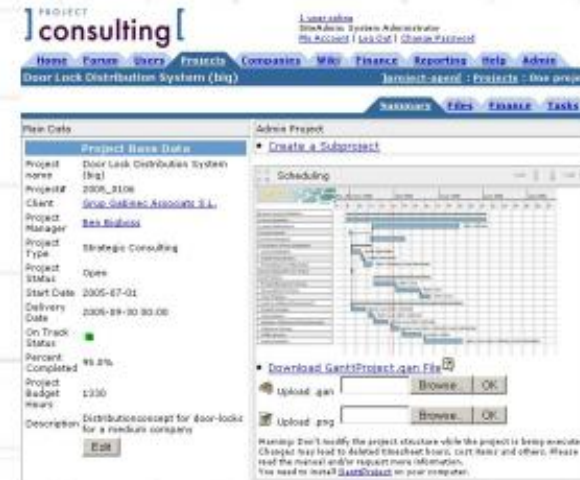 PROJECT
] consulting [
1 user online
SiteAdmin System Administrator
My Account | Log Out | Change Password
Home Forum Users Projects Companies Wiki Finance Reporting Help Admin
Door Lock Distribution System (big)
: Projects : One proje
Summary Files Finance Tasks
Main Data
Project Base Data
Project name Door Lock Distribution System (big)
Project# 2005_0106
Client Grup Gabinec Associats S.L.
Project Manager Ben Bigboss
Project Type Strategic Consulting
Project Status Open
Start Date 2005-07-01
Delivery Date 2005-09-30 00.00
On Track Status
Percent Completed
Project Budget Hours 1330
Description Distributionconcept for door-locks for a medium company
Edit
Admin Project
Create a Subproject
Scheduling
Download GanttProject.gan File
Upload .gan Browse... OK
Upload .png Browse... OK
Warning: Don't modify the project structure while the project is being execute
Changes may lead to deleted timesheet hours, cost items and others. Please
read the manual and/or request more information.
You need to install GanttProject on your computer.